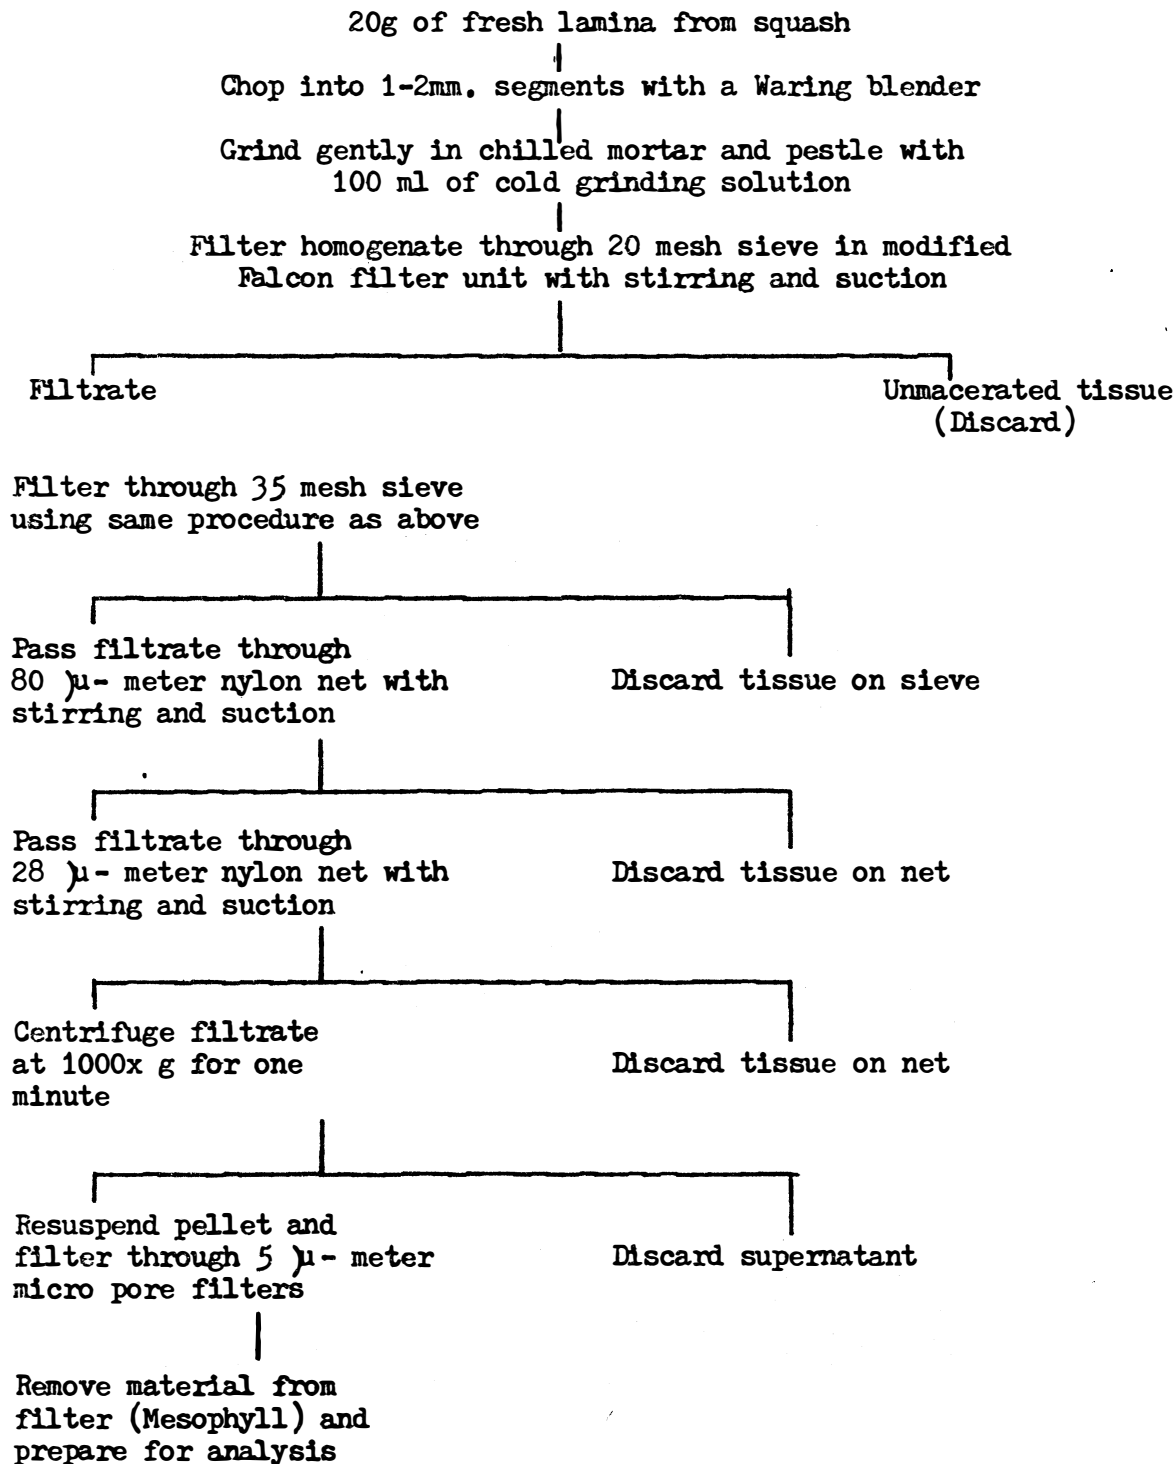 20g of fresh lamina from squash
Chop into 1-2mm. segments with a Waring blender
Grind gently in chilled mortar and pestle with
100 ml of cold grinding solution
Filter homogenate through 20 mesh sieve in modified
Falcon filter unit with stirring and suction
Filtrate
Unmacerated tissue
(Discard)
Filter through 35 mesh sieve
using same procedure as above
Pass filtrate through
80 µ- meter nylon net with
stirring and suction
Discard tissue on sieve
Pass filtrate through
28 µ- meter nylon net with
stirring and suction
Discard tissue on net
Centrifuge filtrate
at 1000x g for one
minute
Discard tissue on net
Resuspend pellet and
filter through 5 µ- meter
micro pore filters
Discard supernatant
Remove material from
filter (Mesophyll) and
prepare for analysis